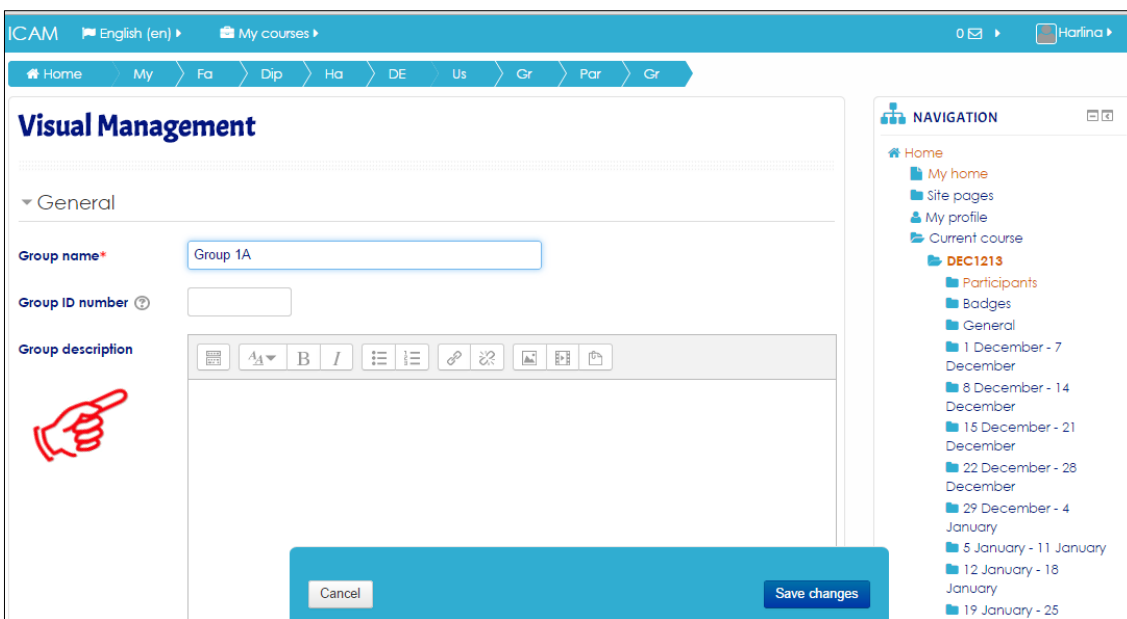 ICAM English (en) My courses 0 Harlina
Home My Fa Dip Ha DE Us Gr Par Gr
Visual Management
General
Group name* Group 1A
Group ID number ?
Group description
B I
Cancel Save changes
NAVIGATION
Home
My home
Site pages
My profile
Current course
DEC1213
Participants
Badges
General
1 December - 7
December
8 December - 14
December
15 December - 21
December
22 December - 28
December
29 December - 4
January
5 January - 11 January
12 January - 18
January
19 January - 25